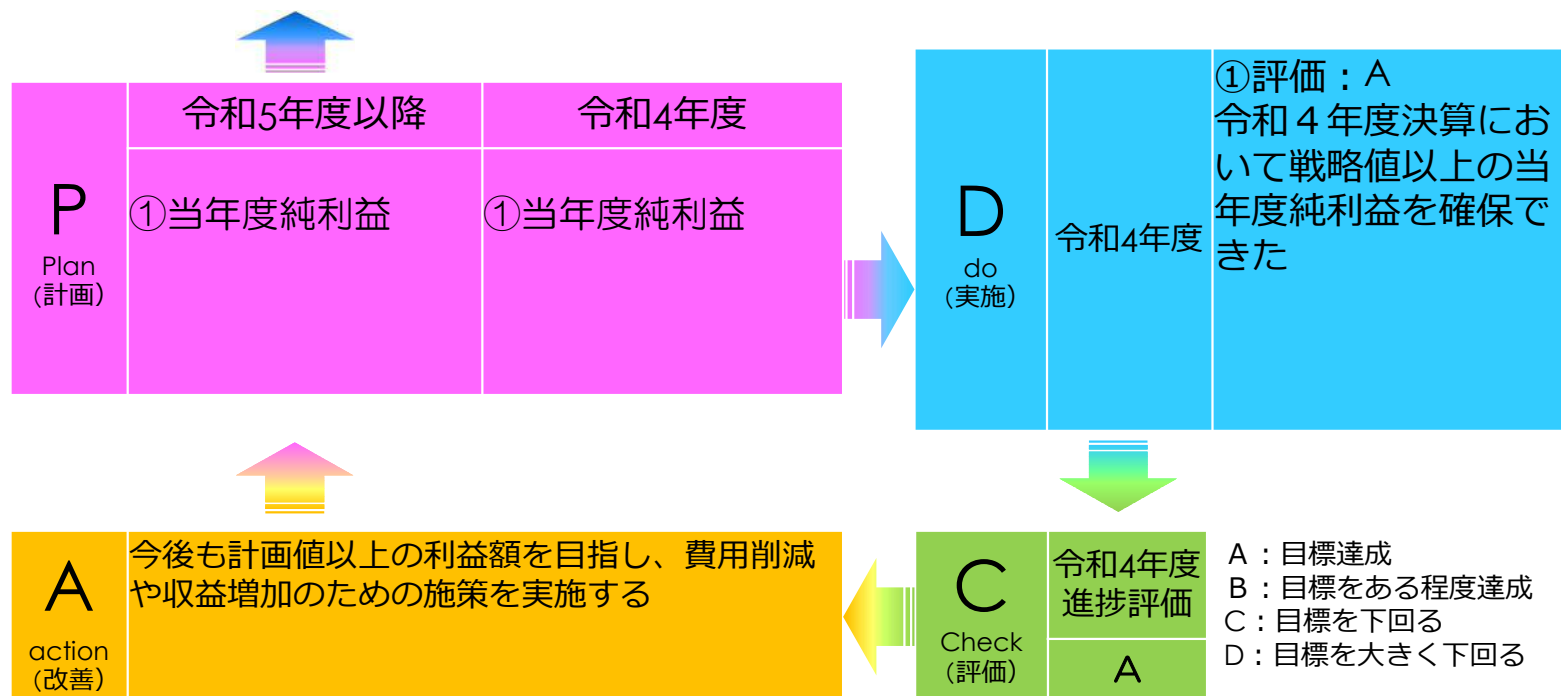 P
Plan
(計画)
令和5年度以降
令和4年度
①当年度純利益
①当年度純利益
D
do
(実施)
令和4年度
①評価：A
令和４年度決算にお
いて戦略値以上の当
年度純利益を確保で
きた
C
Check
(評価)
令和4年度
進捗評価
A
A：目標達成
B：目標をある程度達成
C：目標を下回る
D：目標を大きく下回る
A
action
(改善)
今後も計画値以上の利益額を目指し、費用削減
や収益増加のための施策を実施する